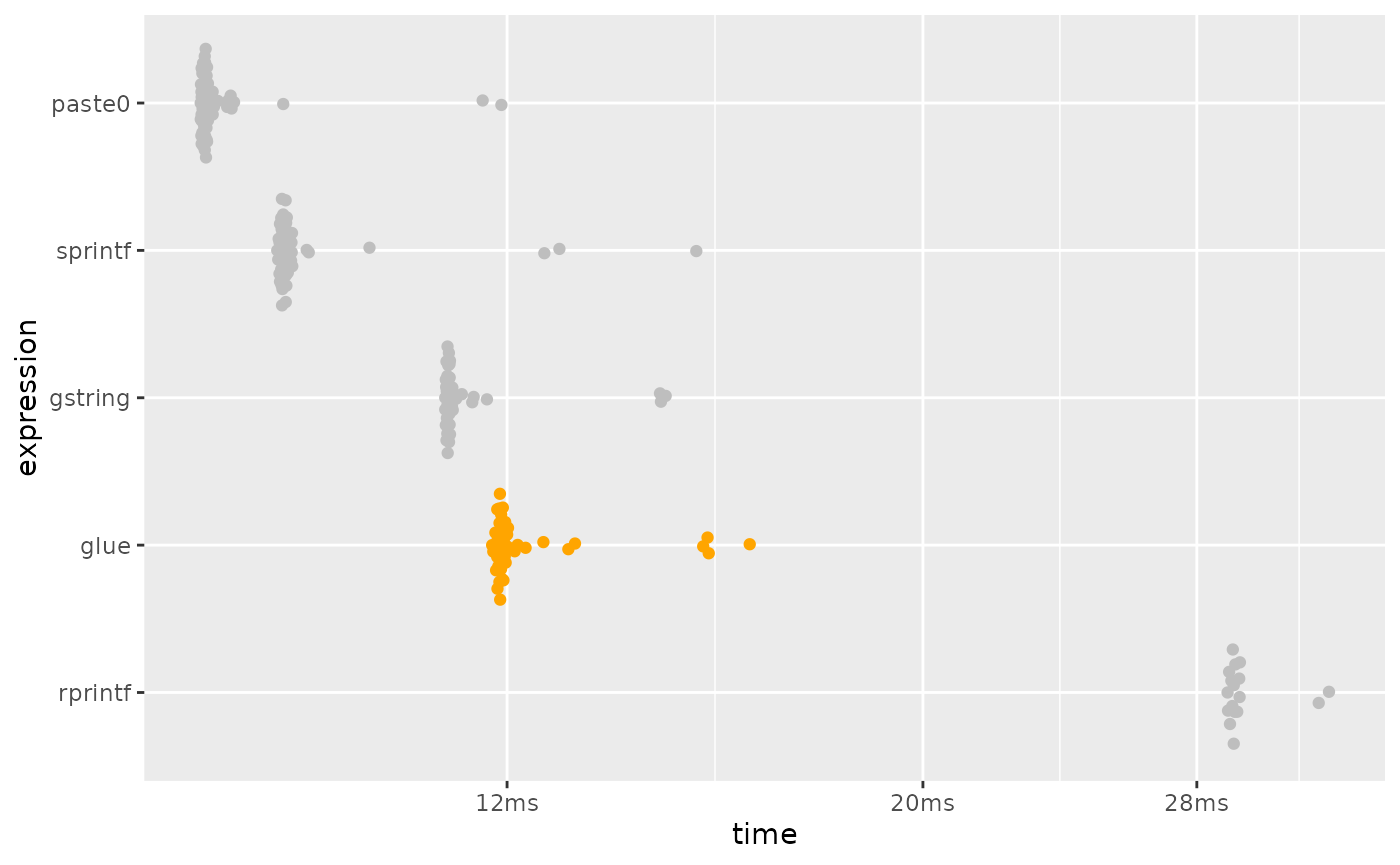 paste0
sprintf
gstring
glue
rprintf
expression
12ms
20ms
28ms
time